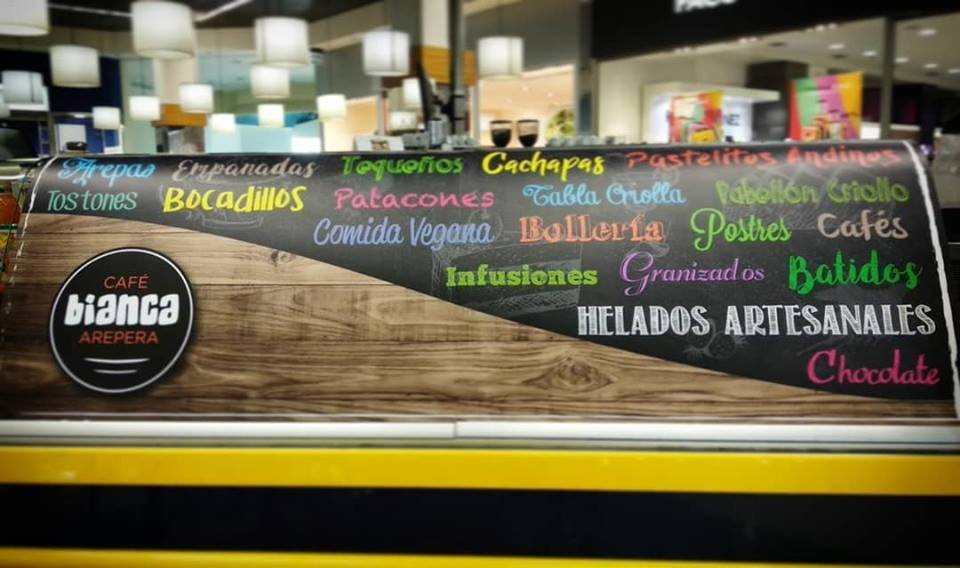 Arepas Empanadas Tequeños Cachapas Pastelitos Andinos
Tostones Bocadillos Patacones Tabla Criolla Pabellón Criollo
Comida Vegana Bollería Postres Cafés
Infusiones Granizados Batidos
HELADOS ARTESANALES
Chocolate
CAFÉ
bianca
AREPERA